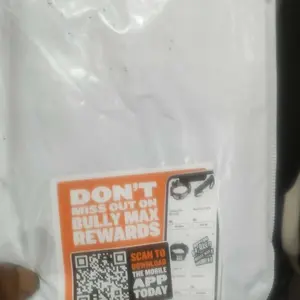 DON'T
MISS OUT ON
BULLY MAX
REWARDS
SCAN TO
DOWNLOAD
THE MOBILE
APP
TODAY